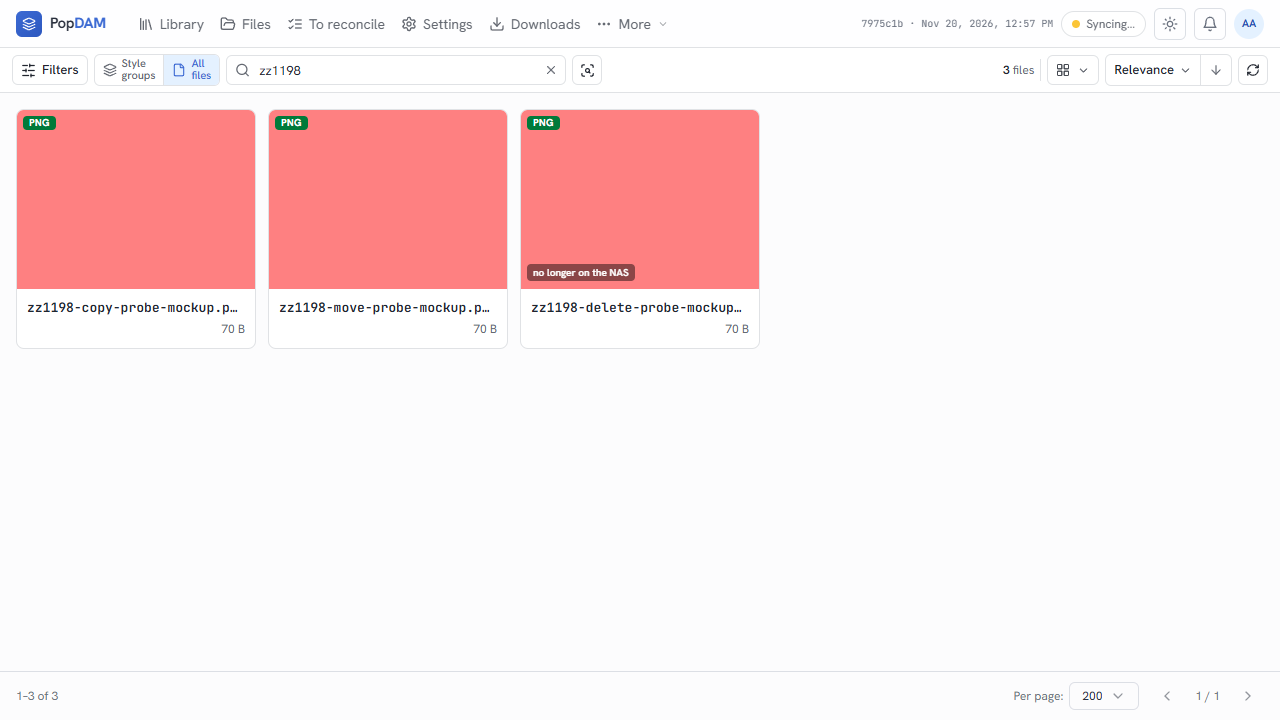 PopDAM
Library
Files
To reconcile
Settings
Downloads
More
7975c1b · Nov 20, 2026, 12:57 PM
Syncing...
AA
Filters
Style groups
All files
zz1198
3 files
Relevance
PNG
PNG
PNG
no longer on the NAS
zz1198-copy-probe-mockup.p…
zz1198-move-probe-mockup.p…
zz1198-delete-probe-mockup…
70 B
70 B
70 B
1–3 of 3
Per page:
200
1 / 1